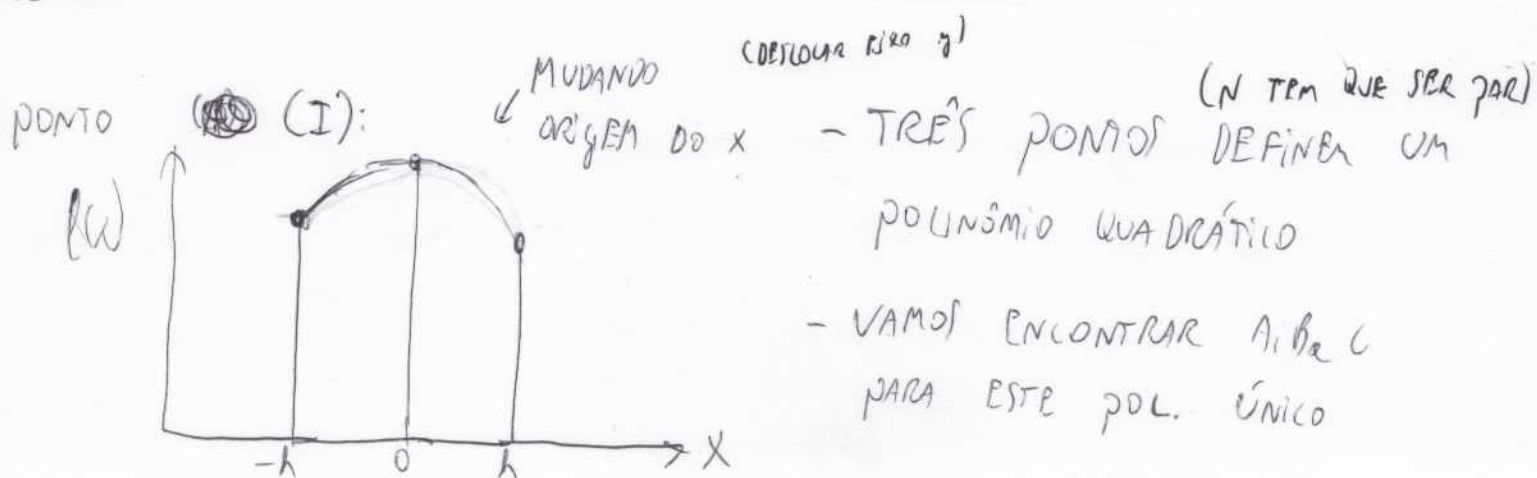 (DESLOCAR EIXO y)
MUDANDO
ORIGEM DO X
PONTO (I):
f(x)
-h 0 h X
(N TEM QUE SER PAR)
- TRÊS PONTOS DEFINEM UM
POLINÔMIO QUADRÁTICO
- VAMOS ENCONTRAR A, B e C
PARA ESTE POL. ÚNICO